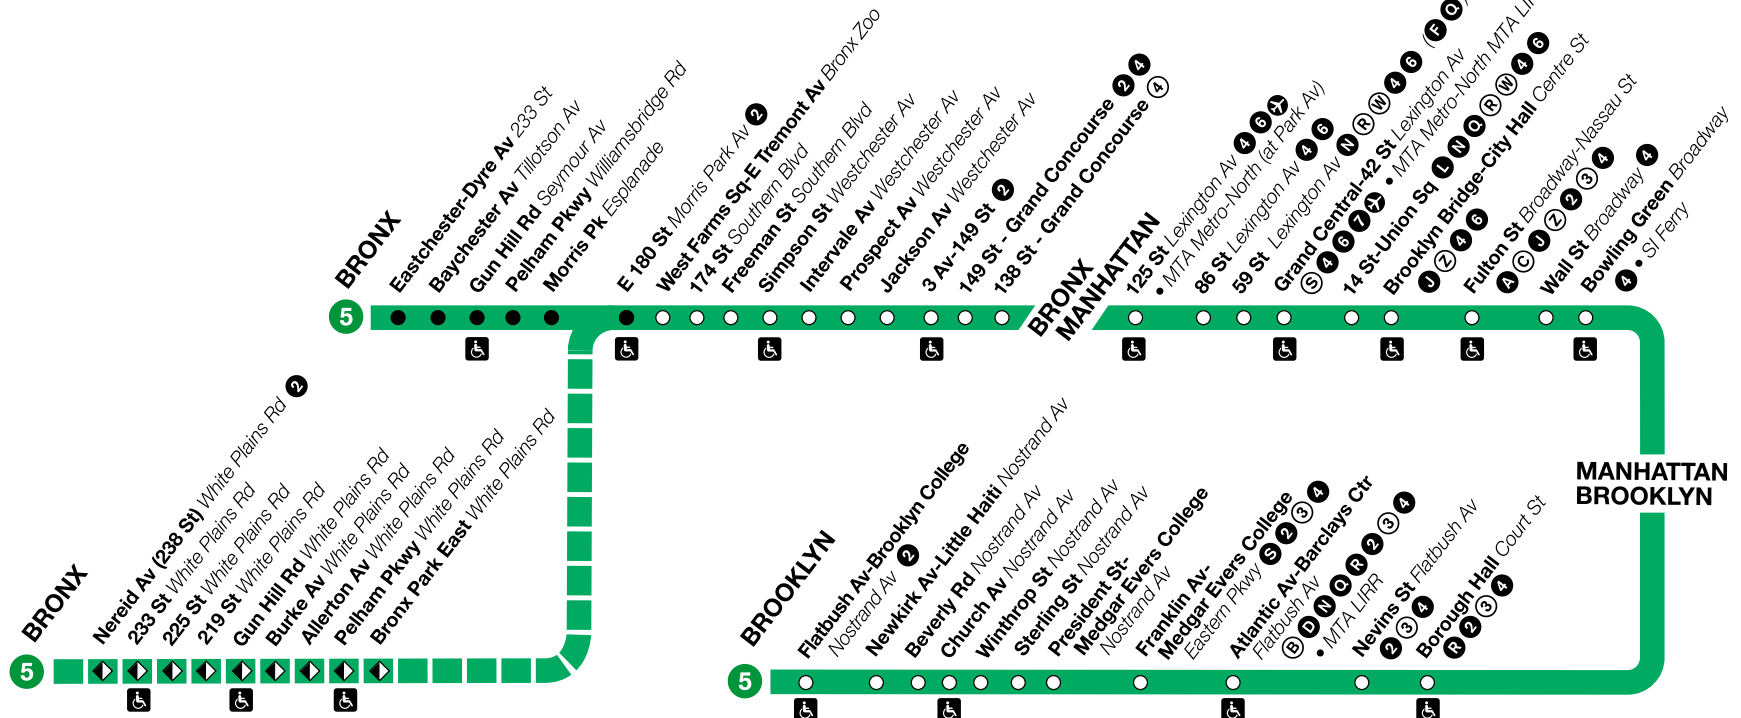 BRONX
5
Eastchester-Dyre Av 233 St
Baychester Av Tillotson Av
Gun Hill Rd Seymour Av
Pelham Pkwy Williamsbridge Rd
Morris Pk Esplanade
E 180 St Morris Park Av 2
West Farms Sq-E Tremont Av Bronx Zoo
174 St Southern Blvd
Freeman St Southern Blvd
Simpson St Westchester Av
Intervale Av Westchester Av
Prospect Av Westchester Av
Jackson Av Westchester Av
3 Av-149 St 2
149 St - Grand Concourse 2 4
138 St - Grand Concourse 4
BRONX
MANHATTAN
125 St Lexington Av 4 6
• MTA Metro-North (at Park Av)
86 St Lexington Av 4 6
59 St Lexington Av N R W 4 6 (F Q)
Grand Central-42 St Lexington Av
S 4 6 7 • MTA Metro-North MTA LIRR
14 St-Union Sq L N Q R W 4 6
Brooklyn Bridge-City Hall Centre St
J Z 4 6
Fulton St Broadway-Nassau St
A C J Z 2 3 4
Wall St Broadway 4
Bowling Green Broadway
4 • SI Ferry
MANHATTAN
BROOKLYN
BRONX
5
Nereid Av (238 St) White Plains Rd 2
233 St White Plains Rd
225 St White Plains Rd
219 St White Plains Rd
Gun Hill Rd White Plains Rd
Burke Av White Plains Rd
Allerton Av White Plains Rd
Pelham Pkwy White Plains Rd
Bronx Park East White Plains Rd
BROOKLYN
5
Flatbush Av-Brooklyn College
Nostrand Av 2
Newkirk Av-Little Haiti Nostrand Av
Beverly Rd Nostrand Av
Church Av Nostrand Av
Winthrop St Nostrand Av
Sterling St Nostrand Av
President St-
Medgar Evers College
Nostrand Av
Franklin Av-
Medgar Evers College
Eastern Pkwy S 2 3 4
Atlantic Av-Barclays Ctr
Flatbush Av
B D N Q R 2 3 4
• MTA LIRR
Nevins St Flatbush Av
2 3 4
Borough Hall Court St
R 2 3 4